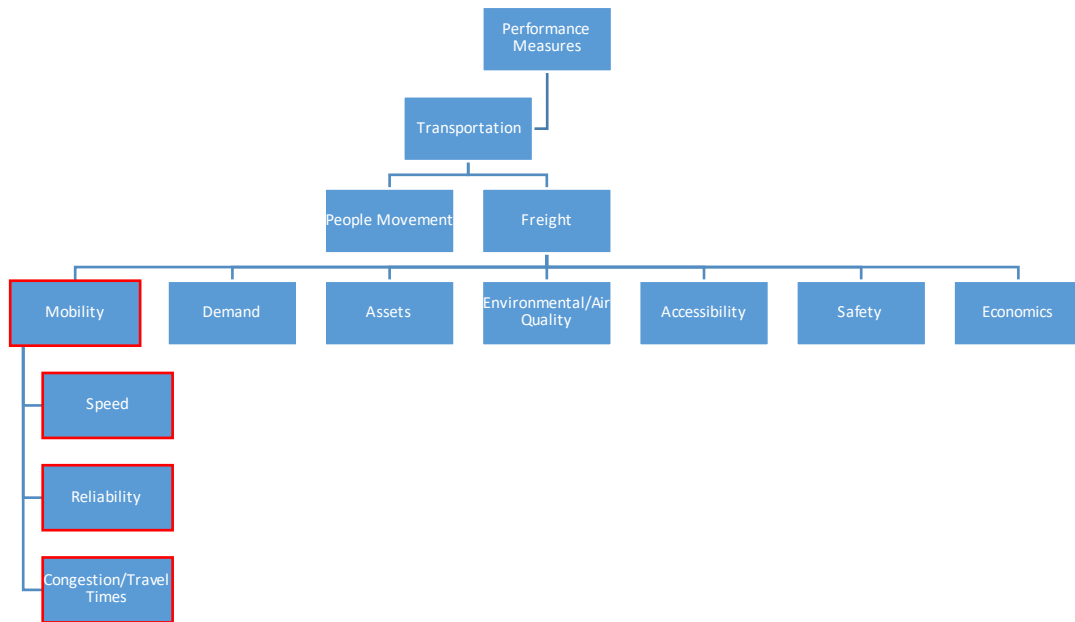 Performance
Measures
Transportation
People Movement
Freight
Mobility
Demand
Assets
Environmental/Air
Quality
Accessibility
Safety
Economics
Speed
Reliability
Congestion/Travel
Times